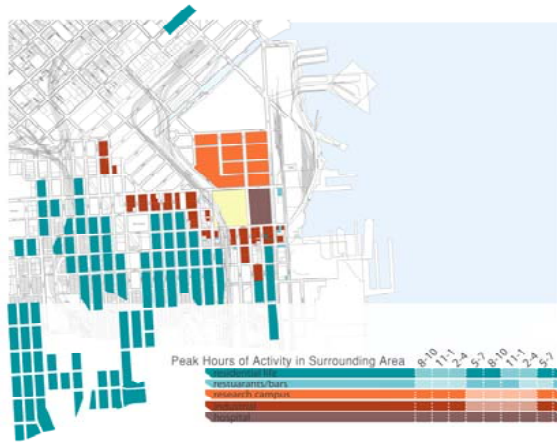 Peak Hours of Activity in Surrounding Area
8-10 11-1 2-4 5-7 8-10 11-1 2-4 5-7
residential life
restuarants/bars
research campus
industrial
hospital